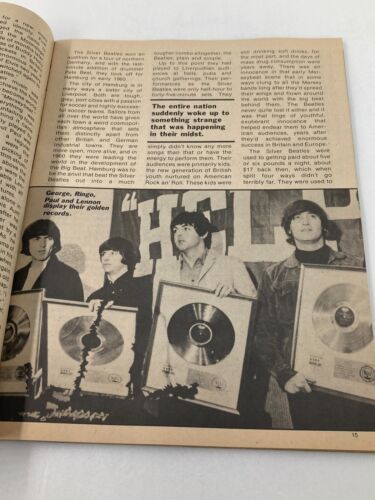 The Silver Beatles won an
audition for a tour of northern
Germany, and with the last-
minute addition of drummer
Pete Best, they took off for
Hamburg in early 1960.
The city of Hamburg is in
many ways a sister city of
Liverpool. Both are tough,
grey, port cities with a passion
for soccer and highly success-
ful soccer teams. Sailors from
all over the world have given
each town a weird cosmopoli-
tan atmosphere that sets
them distinctly apart from
other British and German
industrial towns. They are
more open, more alive, and in
1960 they were leading the
world in the development of
the Big Beat. Hamburg was to
be the anvil that beat the Silver
Beatles out into a much
tougher combo altogether, the
Beatles, plain and simple.
Up to this point they had
played to Liverpudlian audi-
ences at halls, pubs and
church gatherings. Their per-
formances as the Silver
Beatles were only half-hour to
forty-five-minute sets. They
The entire nation
suddenly woke up to
something strange
that was happening
in their midst.
simply didn't know any more
songs than that or have the
energy to perform them. Their
audiences were primarily kids,
the new generation of British
youth nurtured on American
Rock an' Roll. These kids were
still drinking soft drinks, for
the most part, and the days of
mass drug consumption were
years away. There was an
innocence in that early Mer-
seybeat scene that in some
ways clung to all the Mersey
bands long after they'd spread
their wings and flown around
the world with the big beat
behind them. The Beatles
never quite lost it either and it
was that tinge of youthful,
exuberant innocence that
helped endear them to Amer-
ican audiences, years after
they'd achieved enormous
success in Britain and Europe.
The Silver Beatles were
used to getting paid about five
or six pounds a night, about
$17 back then, which when
split four ways didn't go
terribly far. They were used to
George, Ringo,
Paul and Lennon
display their golden
records.
"HELP
15